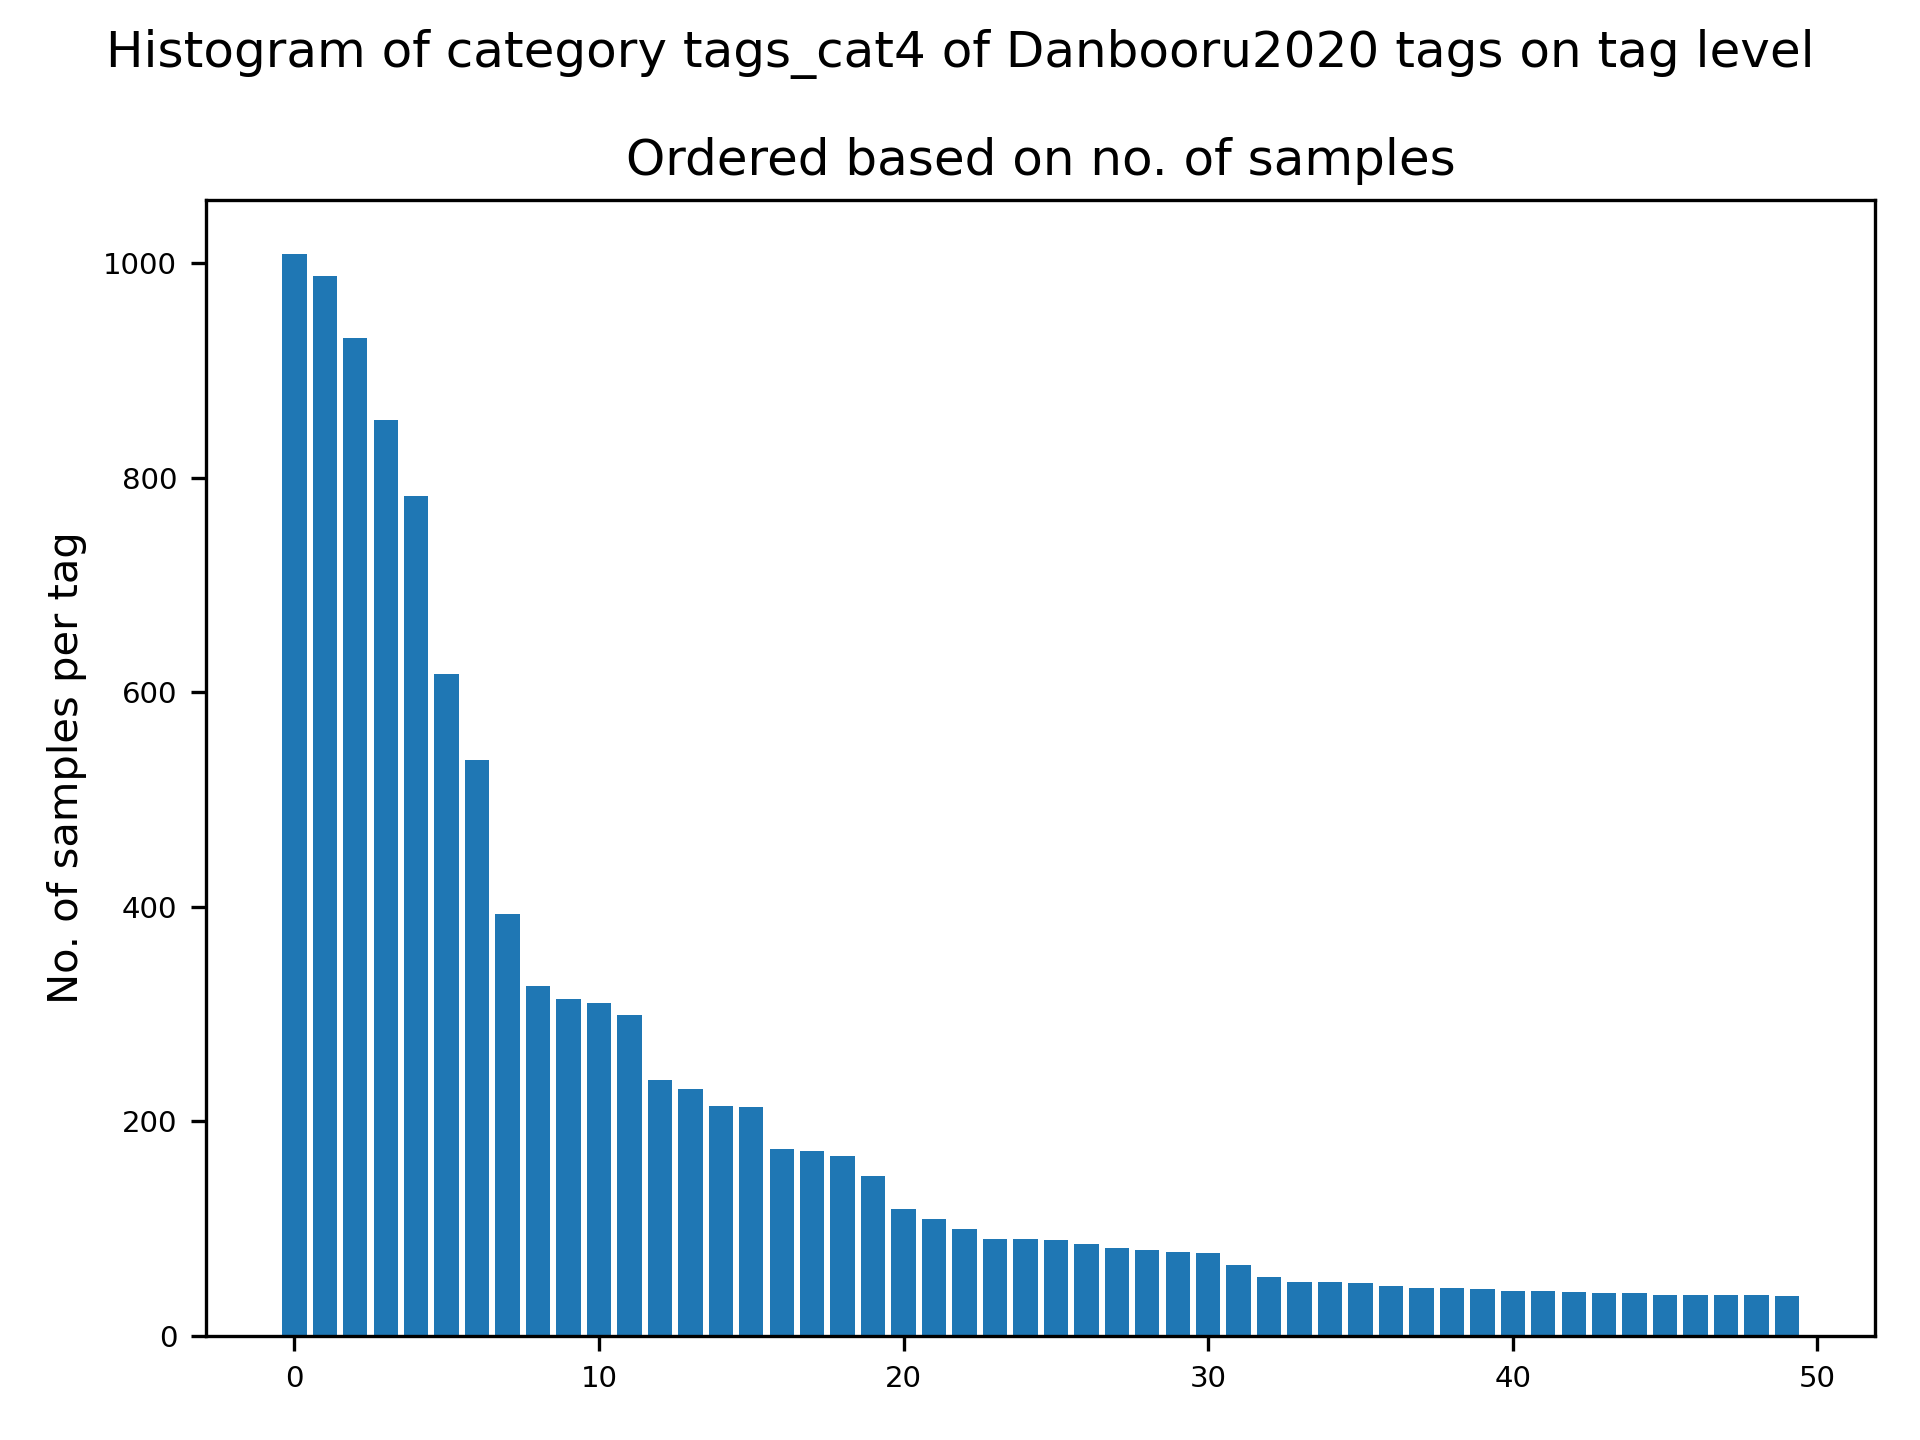 Histogram of category tags_cat4 of Danbooru2020 tags on tag level
Ordered based on no. of samples
No. of samples per tag
1000
800
600
400
200
0
0 10 20 30 40 50